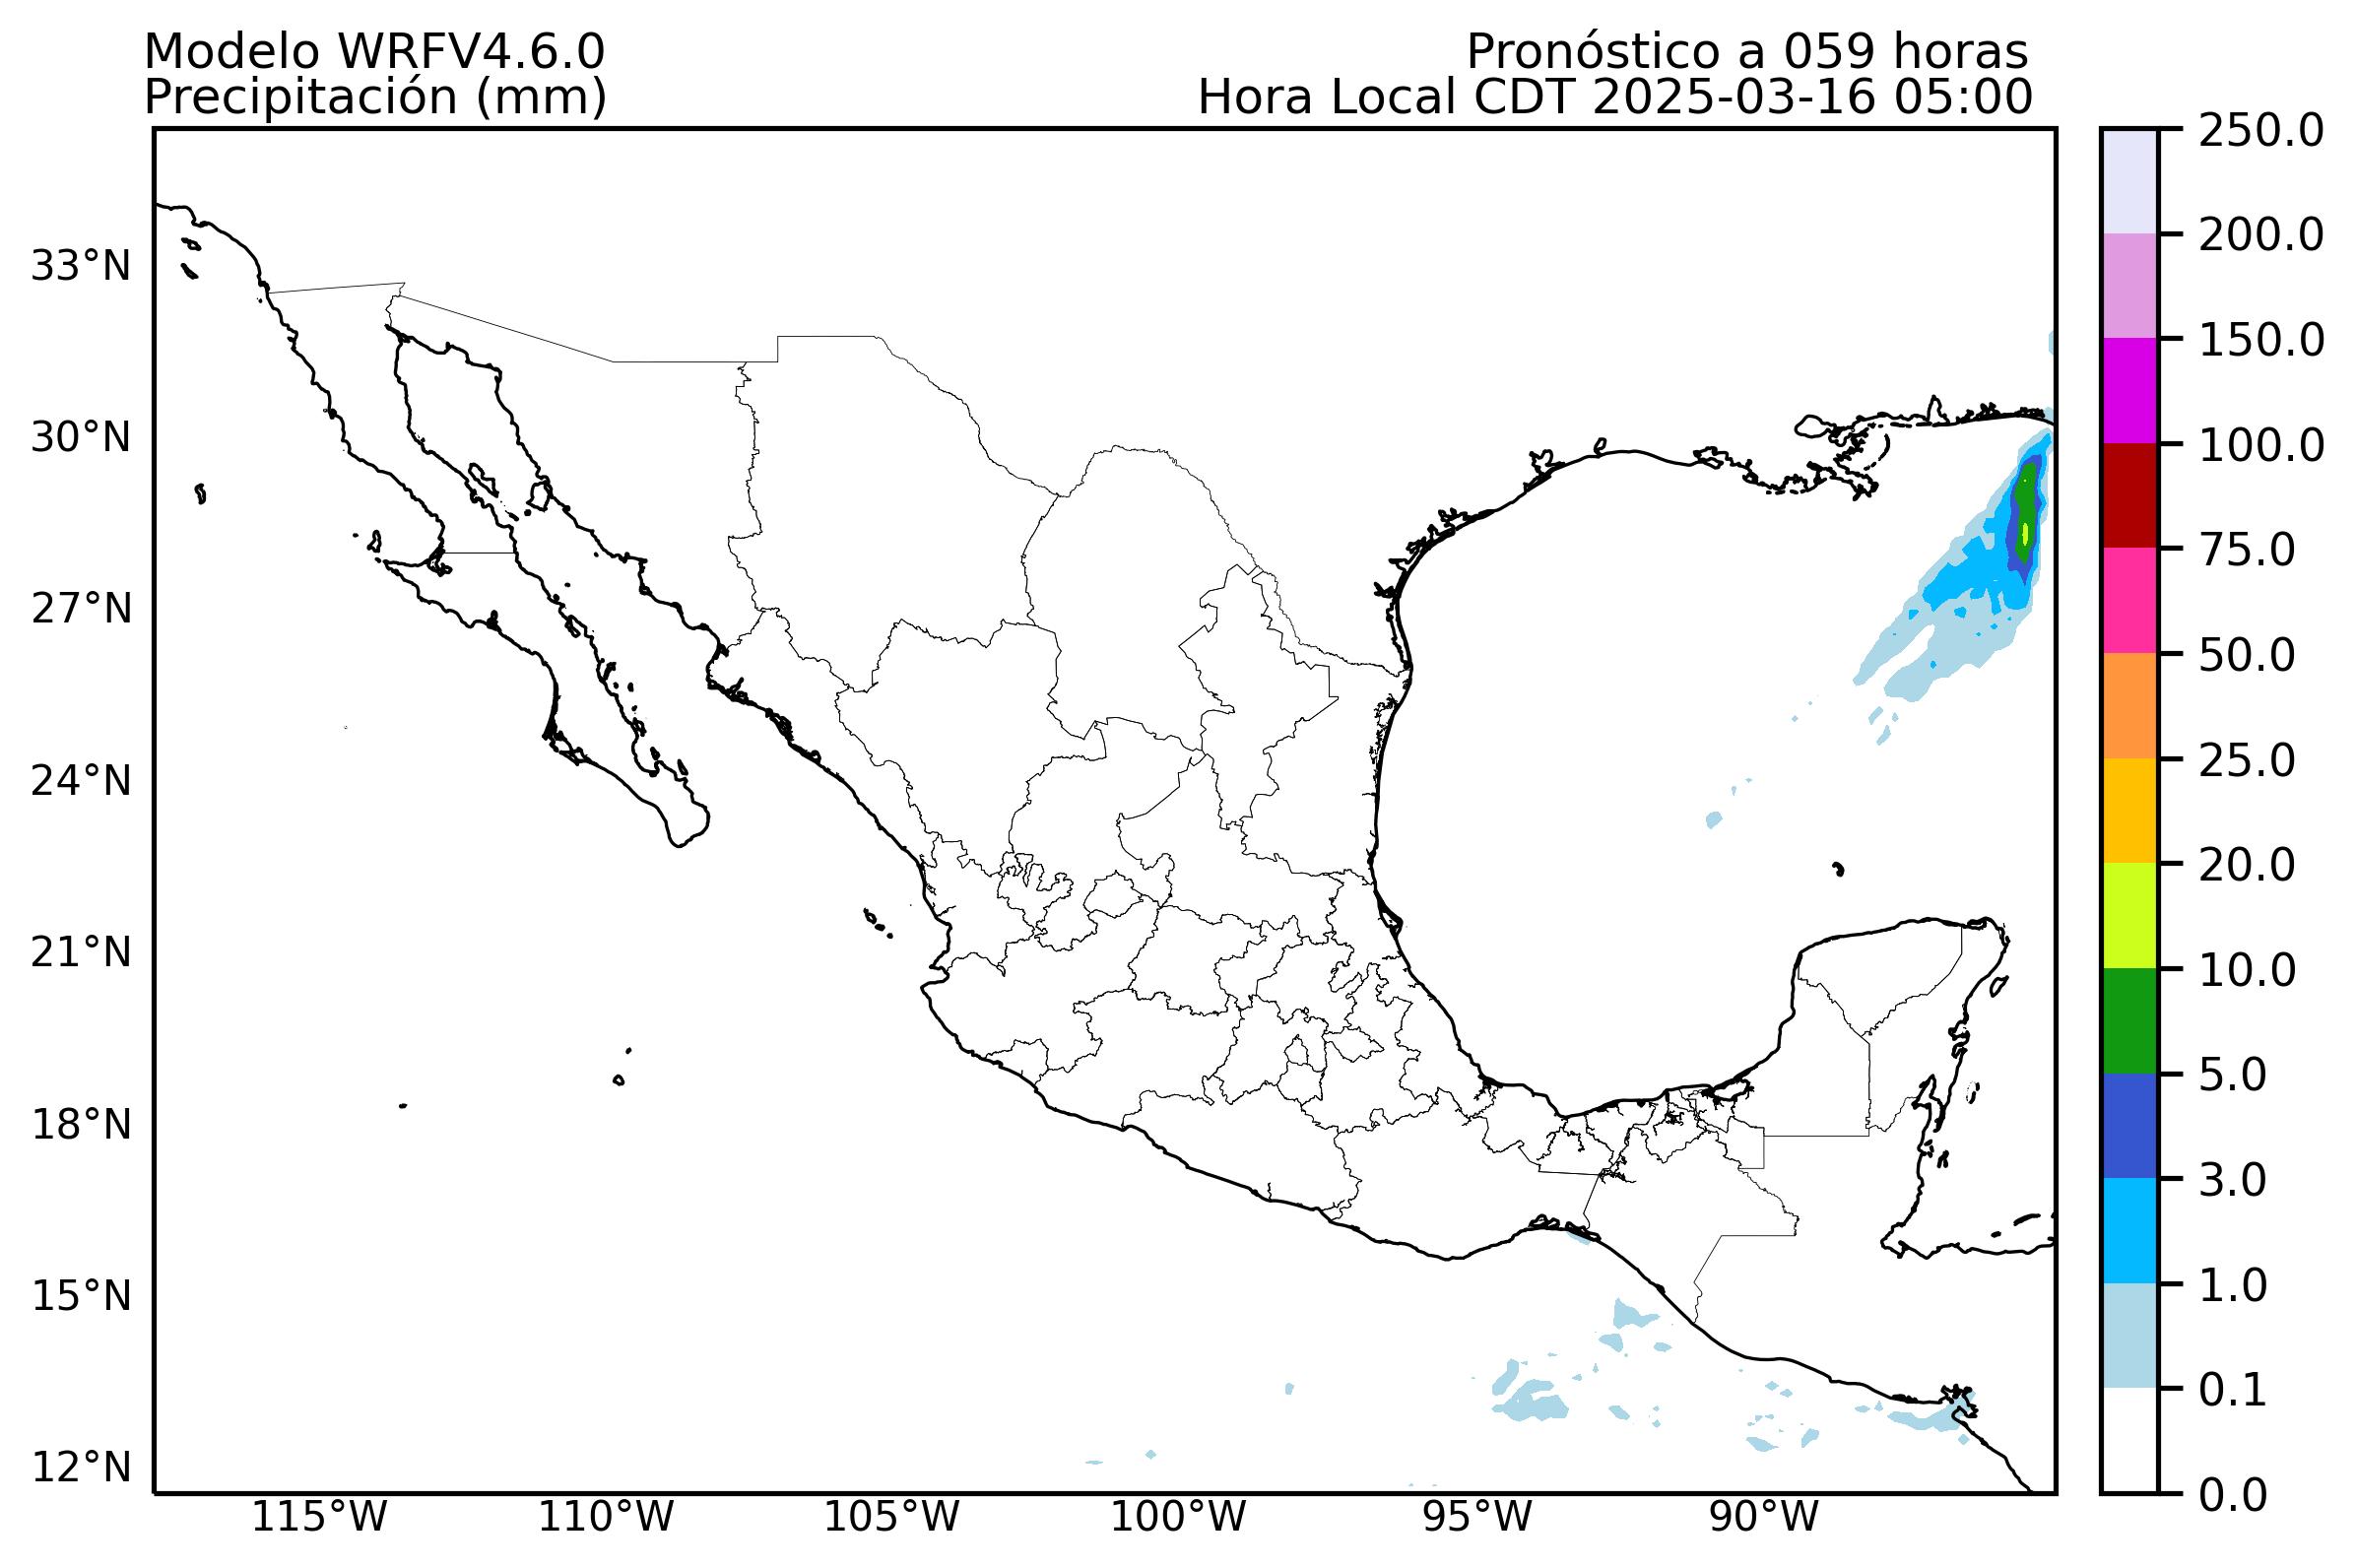 Modelo WRFV4.6.0
Precipitación (mm)
Pronóstico a 059 horas
Hora Local CDT 2025-03-16 05:00
33°N
30°N
27°N
24°N
21°N
18°N
15°N
12°N
115°W
110°W
105°W
100°W
95°W
90°W
250.0
200.0
150.0
100.0
75.0
50.0
25.0
20.0
10.0
5.0
3.0
1.0
0.1
0.0